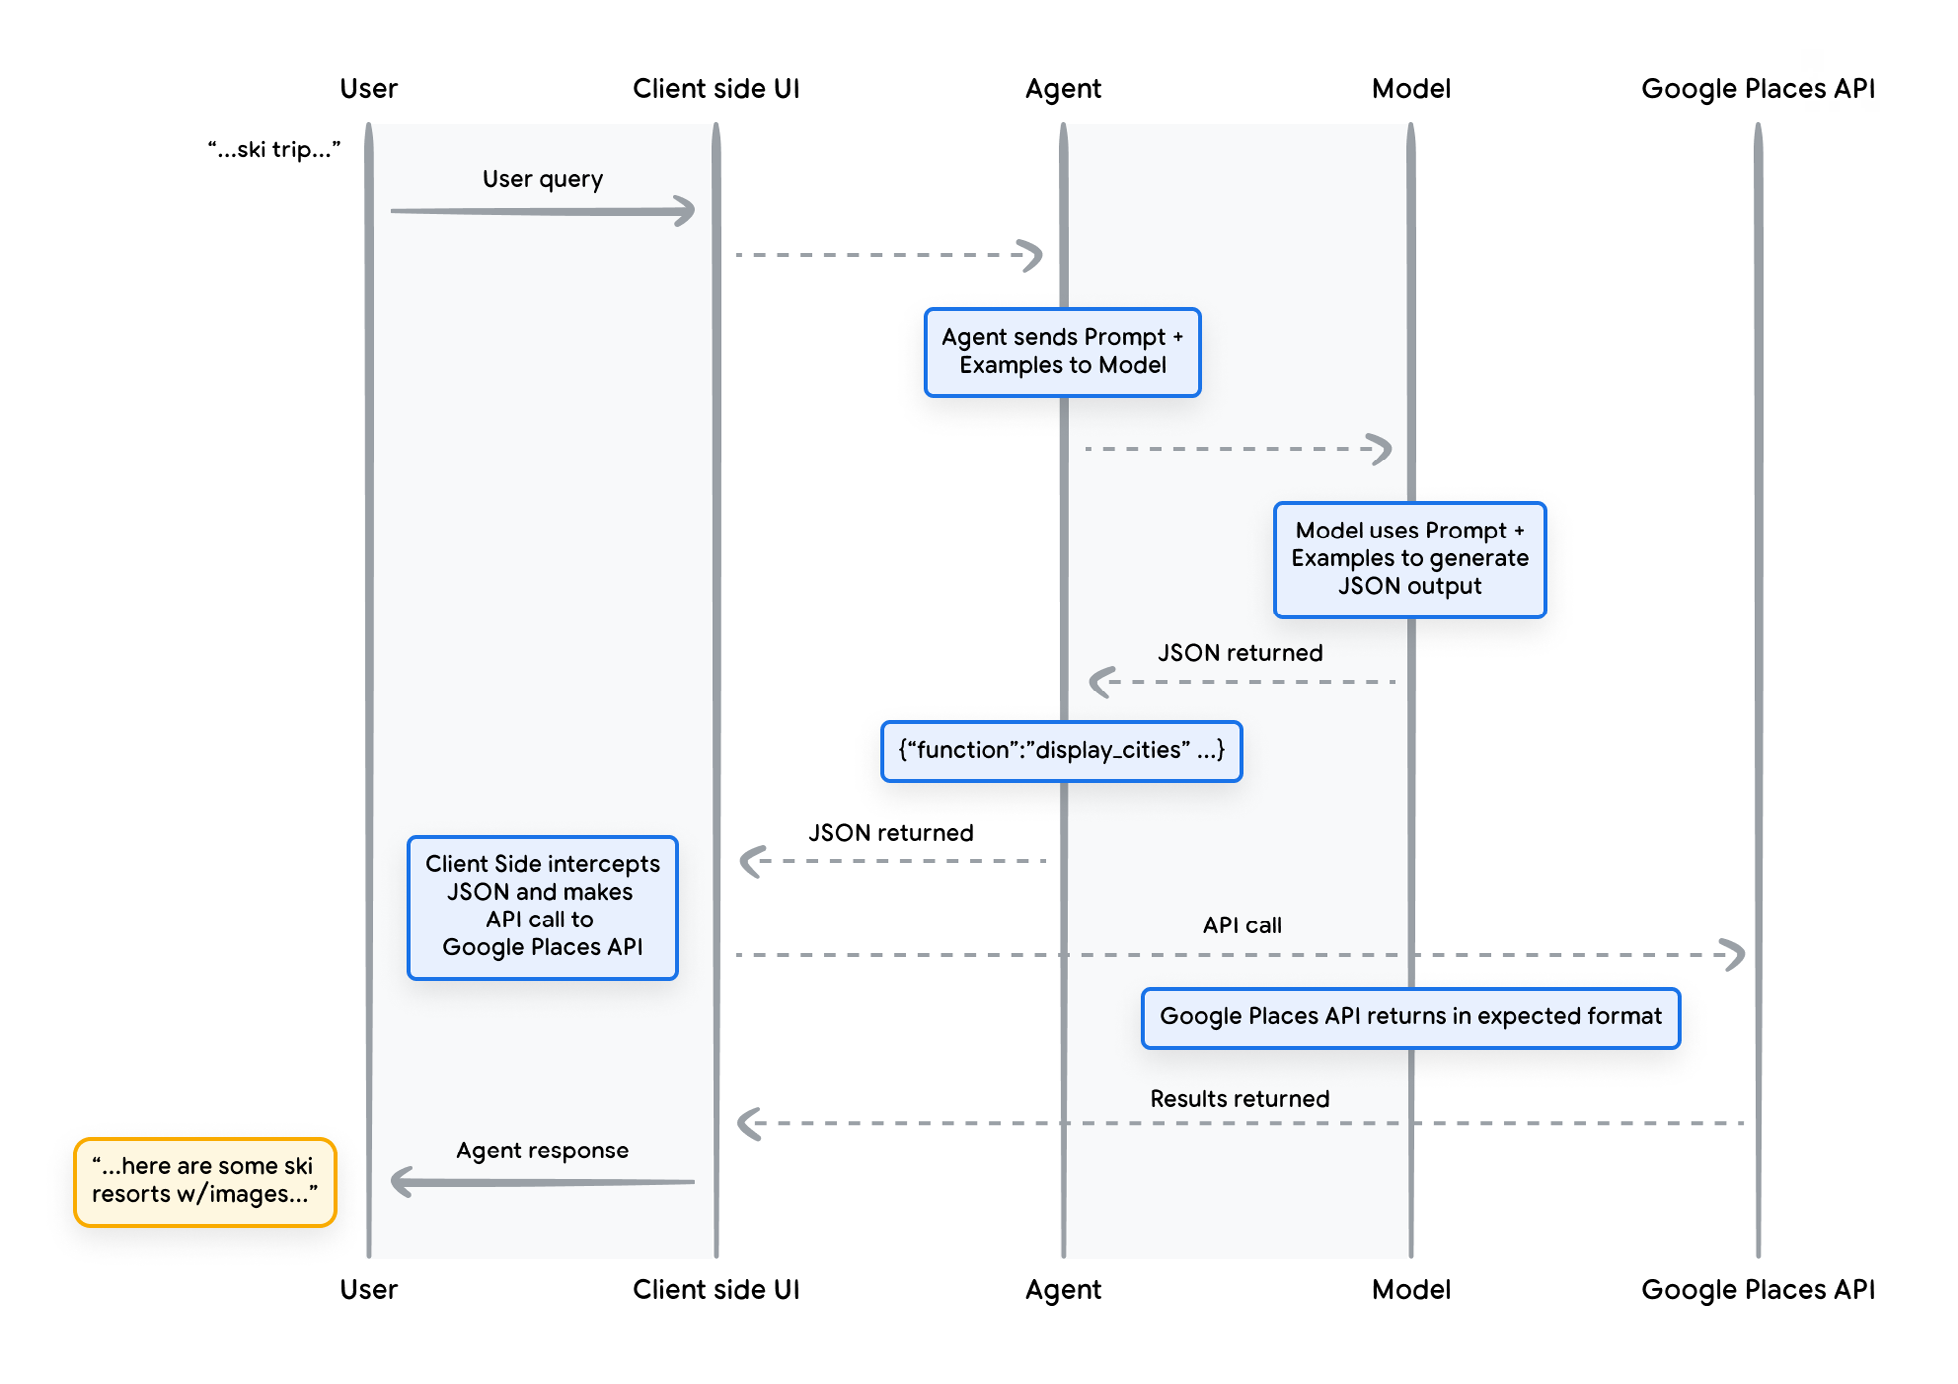 User
Client side UI
Agent
Model
Google Places API
“...ski trip...”
User query
Agent sends Prompt +
Examples to Model
Model uses Prompt +
Examples to generate
JSON output
JSON returned
{“function”:”display_cities” ...}
JSON returned
Client Side intercepts
JSON and makes
API call to
Google Places API
API call
Google Places API returns in expected format
Results returned
Agent response
“...here are some ski
resorts w/images...”
User
Client side UI
Agent
Model
Google Places API